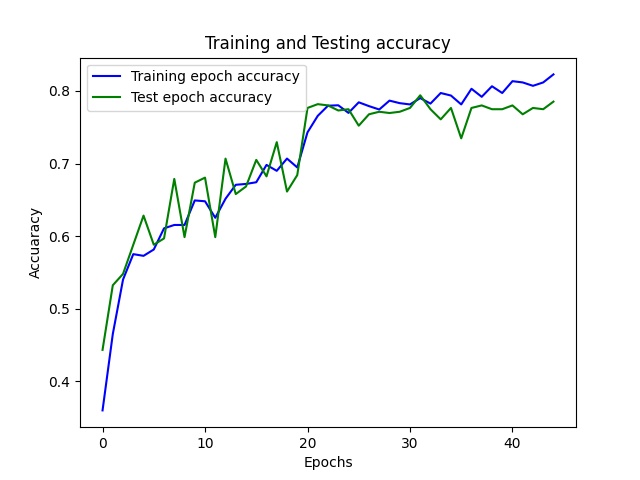 Training and Testing accuracy
Training epoch accuracy
Test epoch accuracy
0.8
0.7
0.6
0.5
0.4
Accuaracy
0 10 20 30 40
Epochs